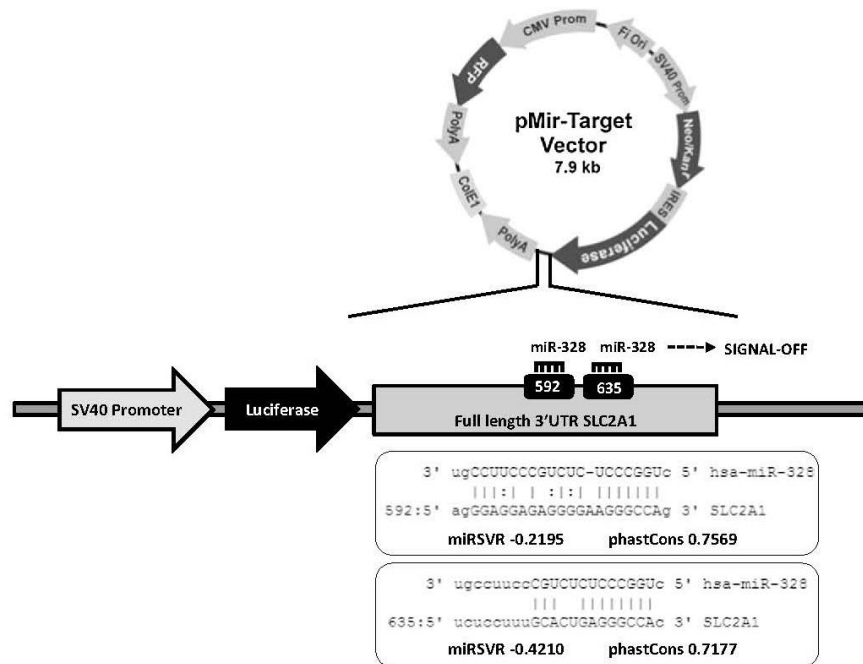 CMV Prom
Fi Ori
SV40 Prom
RFP
Neo/Kanr
PolyA
pMir-Target
Vector
7.9 kb
ColE1
IRES
PolyA
Luciferase
miR-328 miR-328 SIGNAL-OFF
592 635
SV40 Promoter Luciferase Full length 3'UTR SLC2A1
3' ugCCUUCCCGUCUC-UCCCGGUc 5' hsa-miR-328
|||:| | :|:| |||||||
592:5' agGGAGGAGAGGGGAAGGGCCAg 3' SLC2A1
miRSVR -0.2195 phastCons 0.7569
3' ugccuuccCGUCUCUCCCGGUc 5' hsa-miR-328
||| ||||||||
635:5' ucuccuuuGCACUGAGGGCCAc 3' SLC2A1
miRSVR -0.4210 phastCons 0.7177